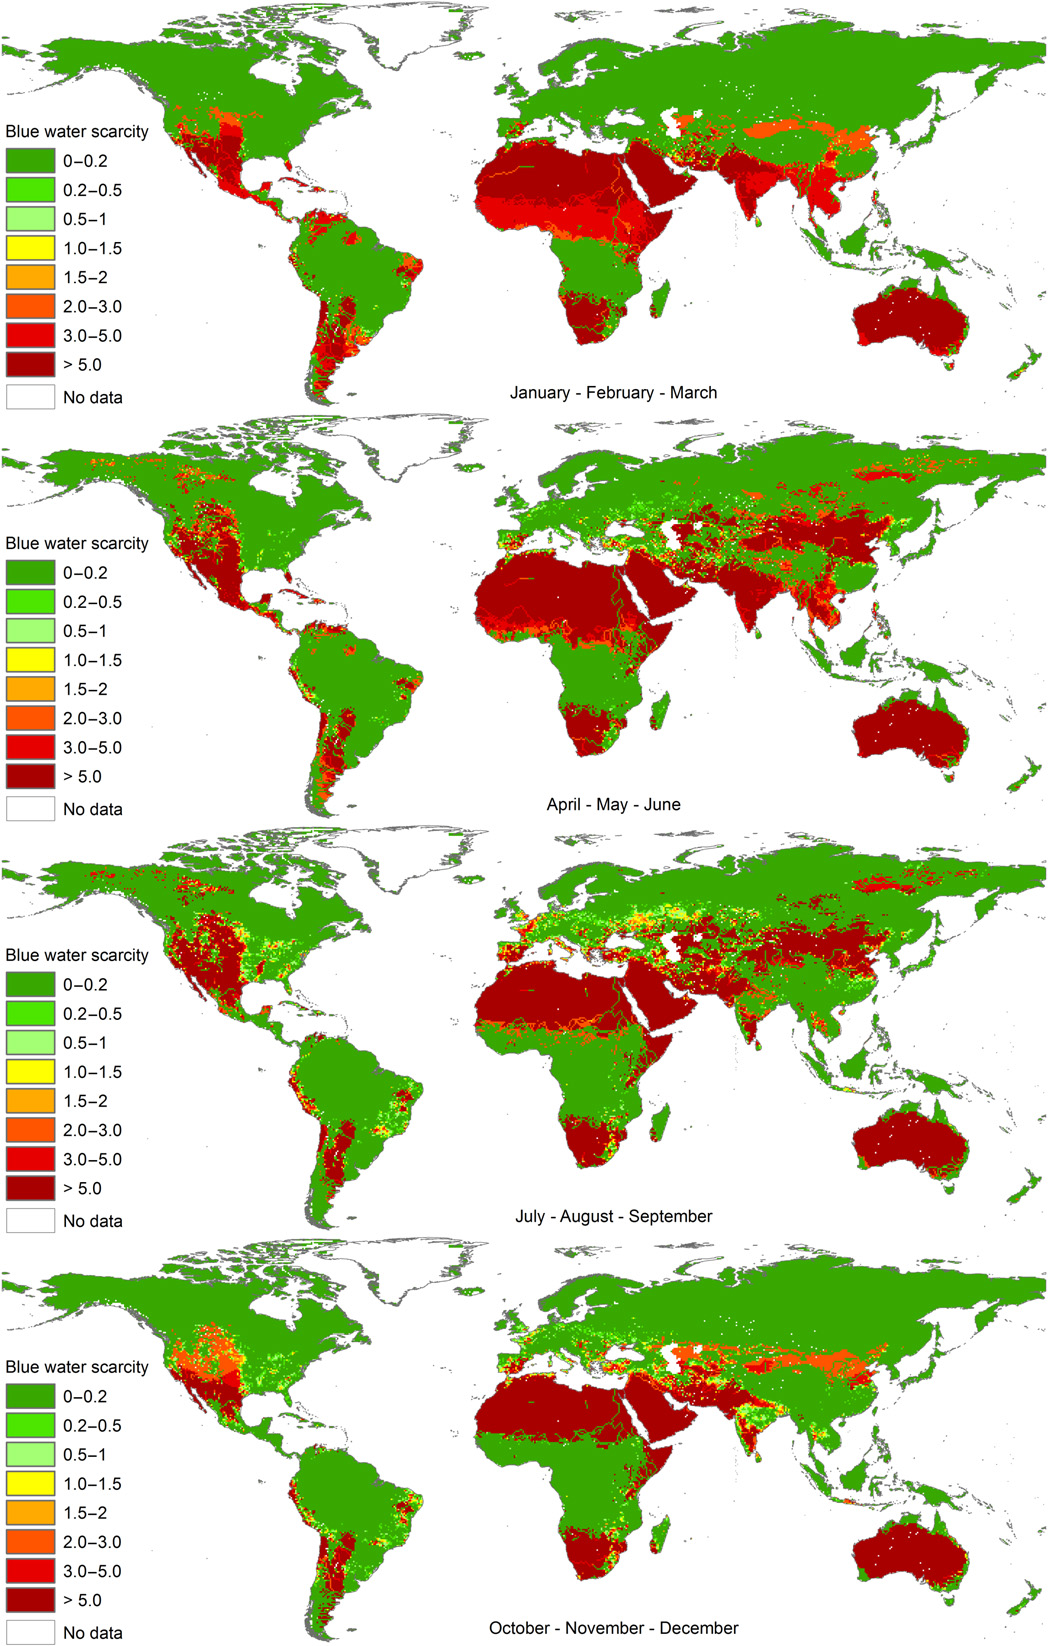 Blue water scarcity
0–0.2
0.2–0.5
0.5–1
1.0–1.5
1.5–2
2.0–3.0
3.0–5.0
> 5.0
No data
January - February - March
Blue water scarcity
0–0.2
0.2–0.5
0.5–1
1.0–1.5
1.5–2
2.0–3.0
3.0–5.0
> 5.0
No data
April - May - June
Blue water scarcity
0–0.2
0.2–0.5
0.5–1
1.0–1.5
1.5–2
2.0–3.0
3.0–5.0
> 5.0
No data
July - August - September
Blue water scarcity
0–0.2
0.2–0.5
0.5–1
1.0–1.5
1.5–2
2.0–3.0
3.0–5.0
> 5.0
No data
October - November - December